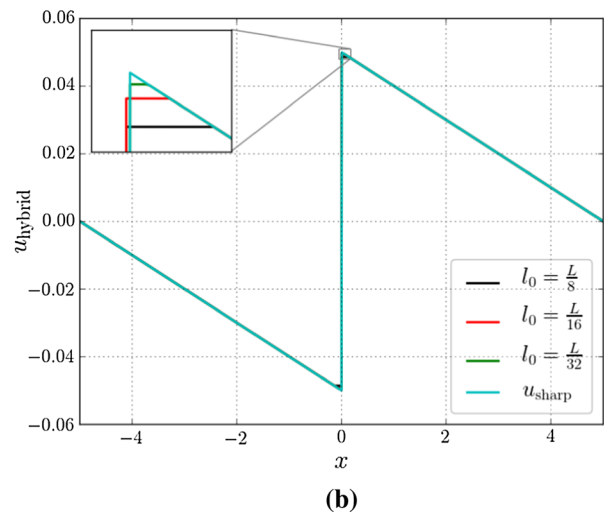 0.06
0.04
0.02
0.00
−0.02
−0.04
−0.06
u_hybrid
−4
−2
0
2
4
x
l_0 = L/8
l_0 = L/16
l_0 = L/32
u_sharp
(b)